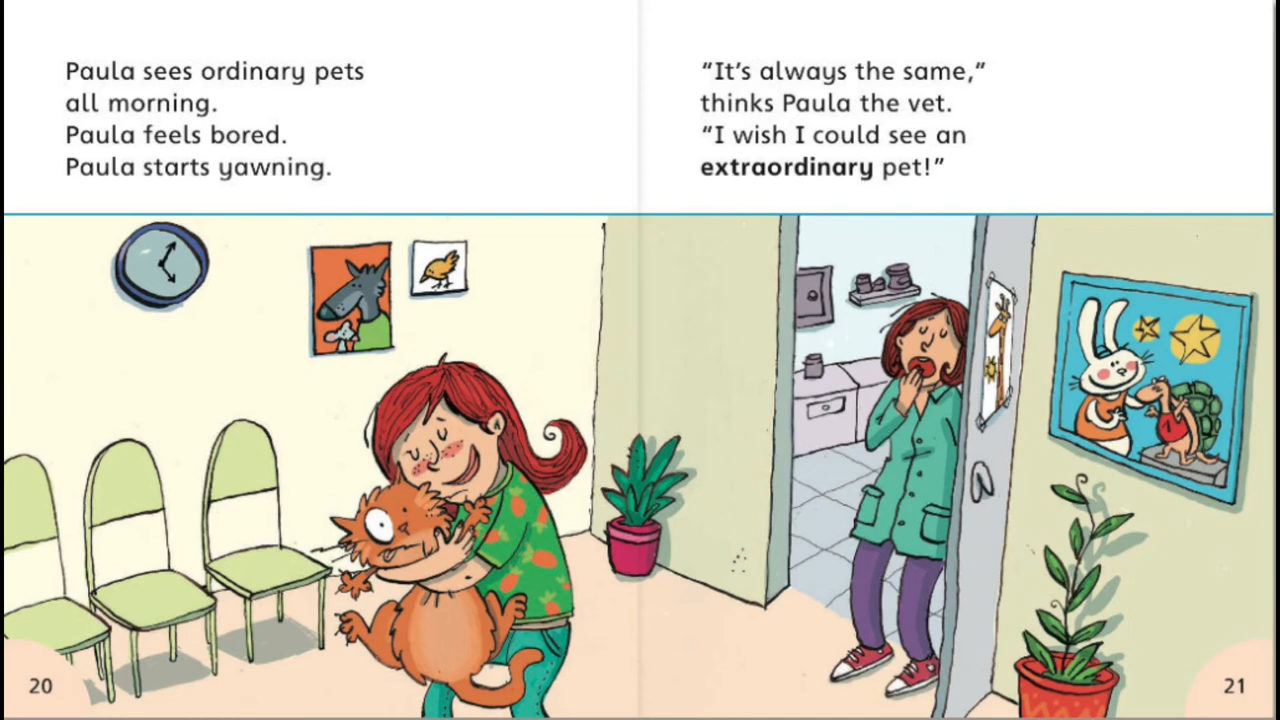 Paula sees ordinary pets
all morning.
Paula feels bored.
Paula starts yawning.
“It’s always the same,”
thinks Paula the vet.
“I wish I could see an
extraordinary pet!”
20
21